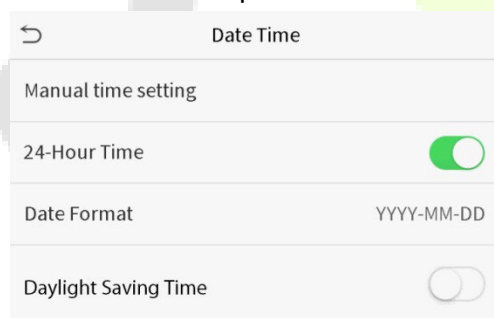 Date Time
Manual time setting
24-Hour Time
Date Format YYYY-MM-DD
Daylight Saving Time